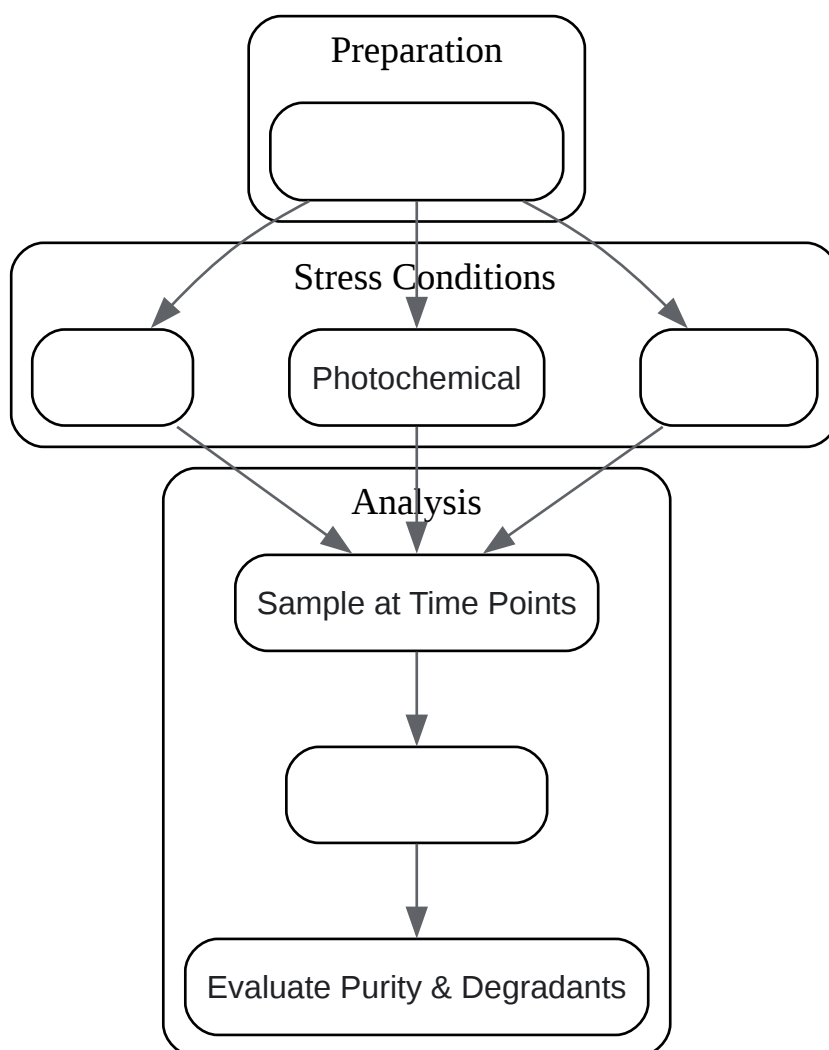 Preparation
Stress Conditions
Photochemical
Analysis
Sample at Time Points
Evaluate Purity & Degradants